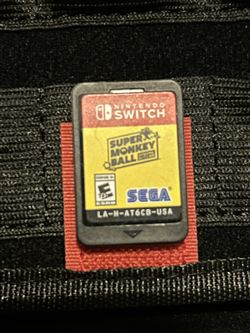 NINTENDO
SWITCH
SUPER
MONKEY
BALL
E
SEGA
LA-H-AT6CB-USA